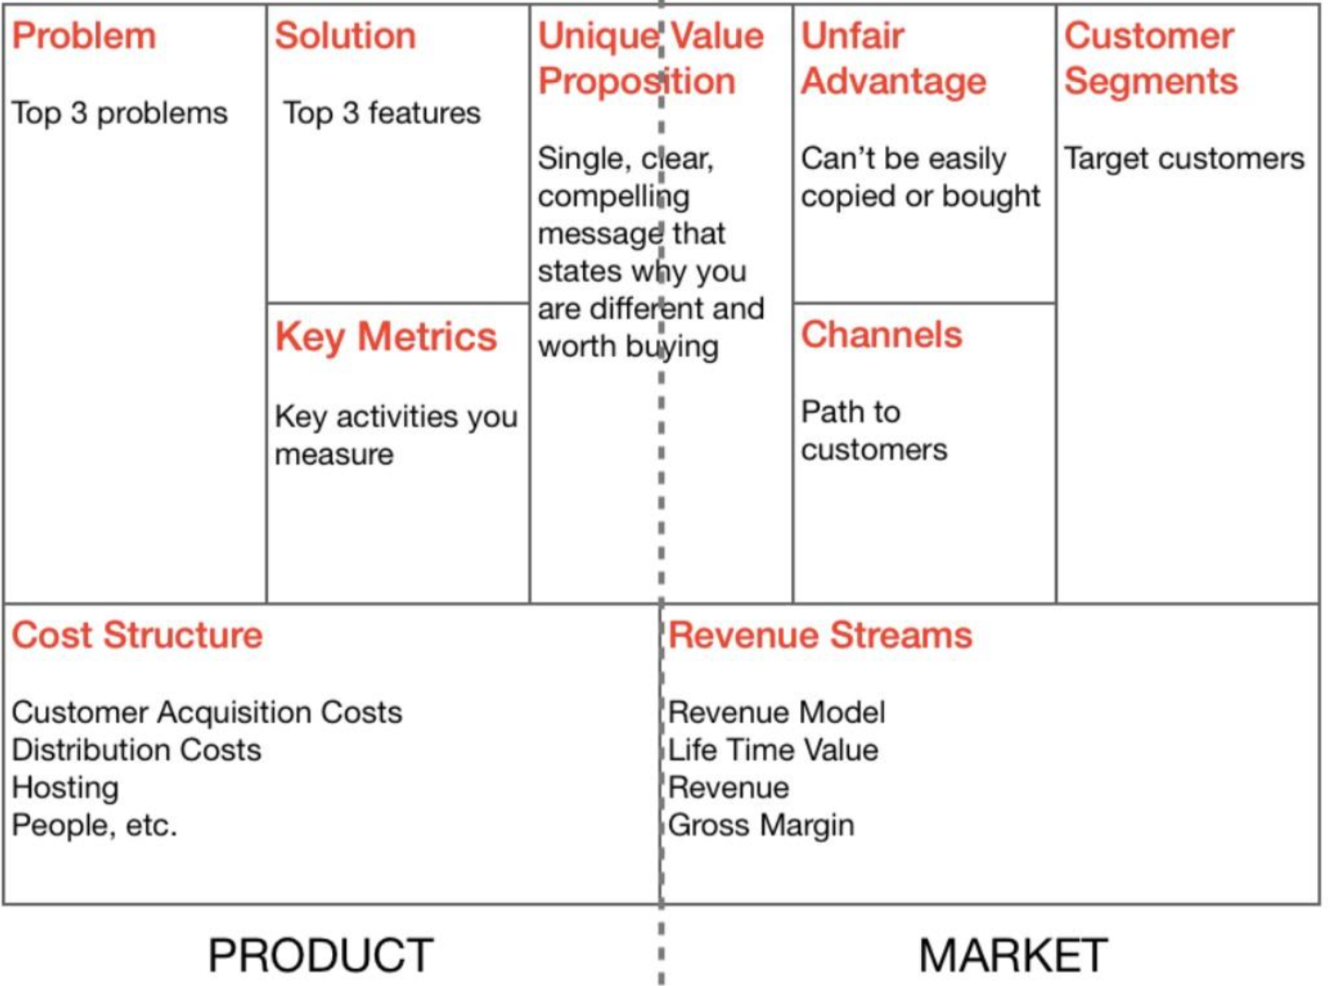 Problem
Top 3 problems
Solution
Top 3 features
Key Metrics
Key activities you
measure
Unique Value
Proposition
Single, clear,
compelling
message that
states why you
are different and
worth buying
Unfair
Advantage
Can't be easily
copied or bought
Channels
Path to
customers
Customer
Segments
Target customers
Cost Structure
Customer Acquisition Costs
Distribution Costs
Hosting
People, etc.
Revenue Streams
Revenue Model
Life Time Value
Revenue
Gross Margin
PRODUCT
MARKET